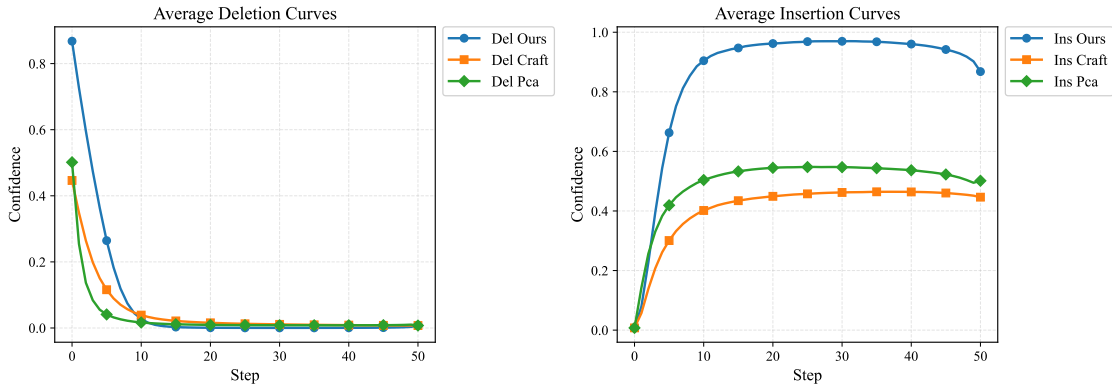 Average Deletion Curves
0.8
0.6
0.4
0.2
0.0
Confidence
0 10 20 30 40 50
Step
Del Ours
Del Craft
Del Pca
Average Insertion Curves
1.0
0.8
0.6
0.4
0.2
0.0
Confidence
0 10 20 30 40 50
Step
Ins Ours
Ins Craft
Ins Pca